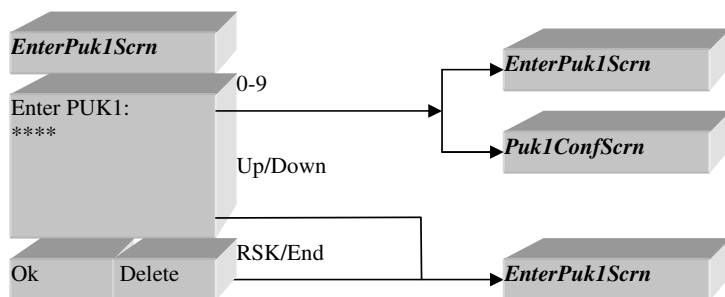 EnterPuk1Scrn
Enter PUK1:
****
Ok
Delete
0-9
Up/Down
RSK/End
EnterPuk1Scrn
Puk1ConfScrn
EnterPuk1Scrn